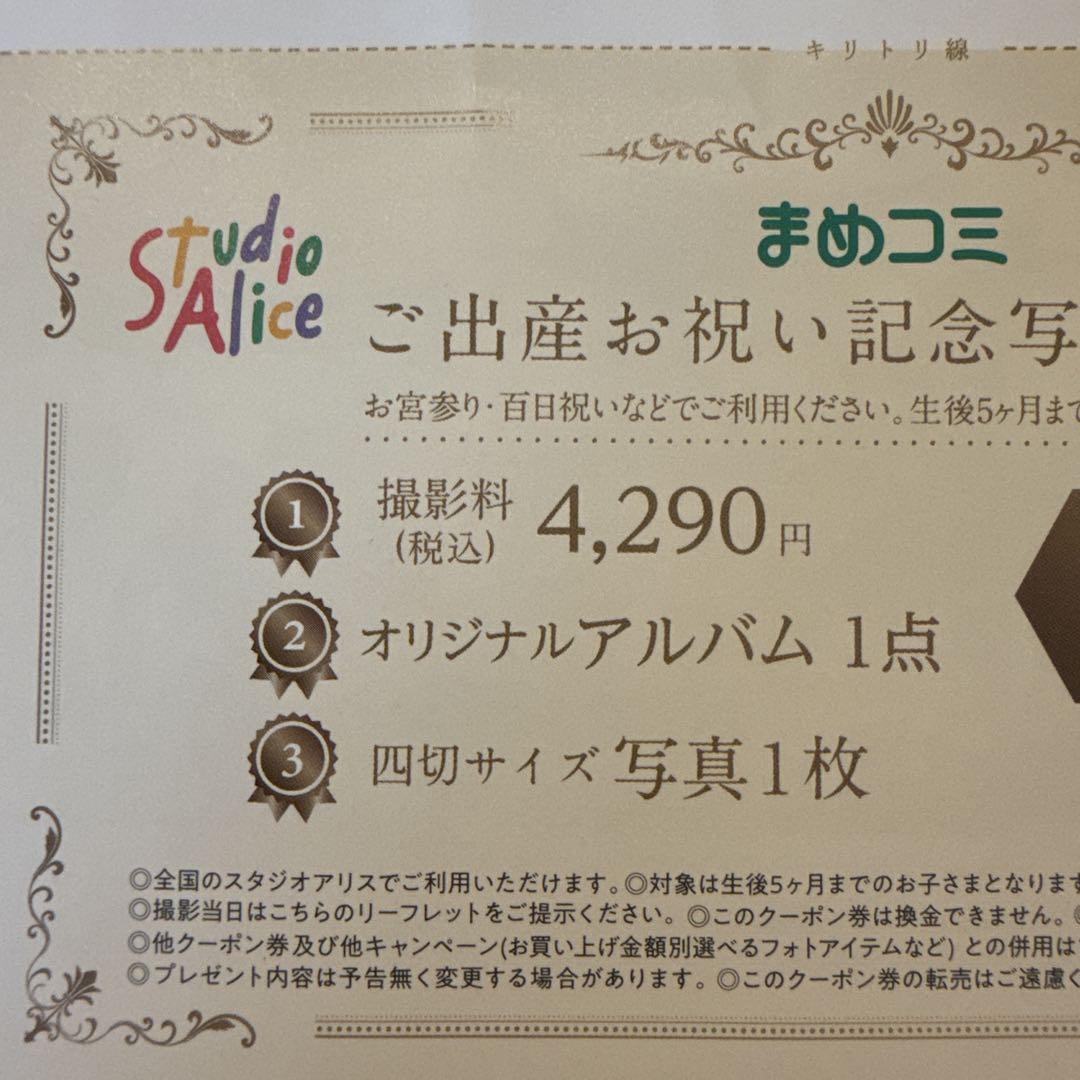 キリトリ線
Studio Alice
まめコミ
ご出産お祝い記念写
お宮参り・百日祝いなどでご利用ください。生後5ヶ月まで
1 撮影料(税込) 4,290円
2 オリジナルアルバム 1点
3 四切サイズ 写真1枚
◎全国のスタジオアリスでご利用いただけます。◎対象は生後5ヶ月までのお子さまとなります
◎撮影当日はこちらのリーフレットをご提示ください。◎このクーポン券は換金できません。◎
◎他クーポン券及び他キャンペーン(お買い上げ金額別選べるフォトアイテムなど) との併用は
◎プレゼント内容は予告無く変更する場合があります。◎このクーポン券の転売はご遠慮く